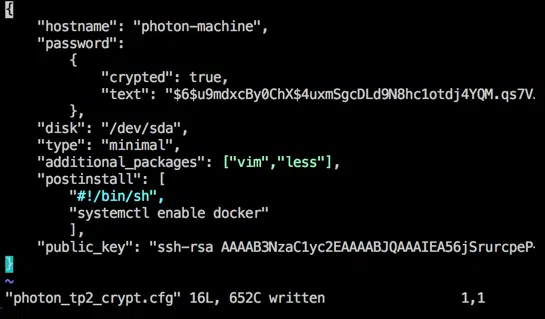 {
    "hostname": "photon-machine",
    "password":
        {
            "crypted": true,
            "text": "$6$u9mdxcBy0ChX$4uxmSgcDLd9N8hc1otdj4YQM.qs7V
        },
    "disk": "/dev/sda",
    "type": "minimal",
    "additional_packages": ["vim","less"],
    "postinstall": [
        "#!/bin/sh",
        "systemctl enable docker"
        ],
    "public_key": "ssh-rsa AAAAB3NzaC1yc2EAAAABJQAAAIEA56jSrurcpeP
}
~
"photon_tp2_crypt.cfg" 16L, 652C written 1,1